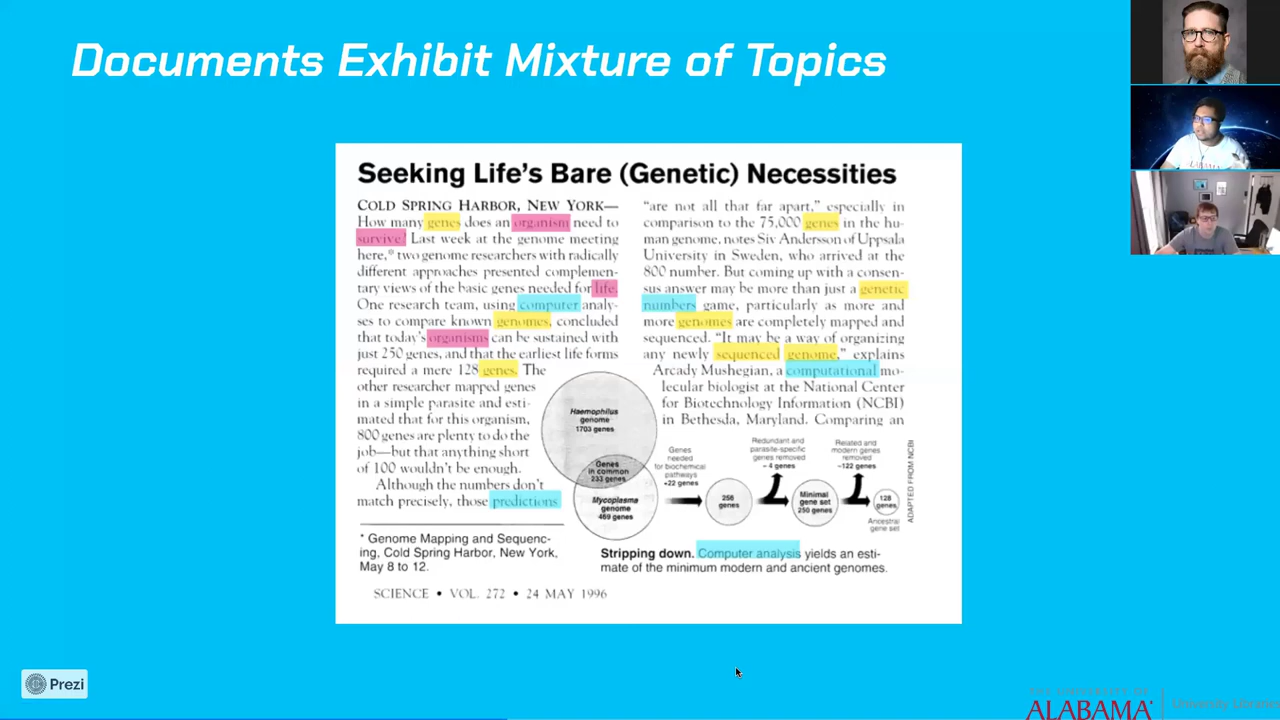 Documents Exhibit Mixture of Topics
Seeking Life's Bare (Genetic) Necessities
COLD SPRING HARBOR, NEW YORK—
How many genes does an organism need to
survive? Last week at the genome meeting
here,* two genome researchers with radically
different approaches presented complemen-
tary views of the basic genes needed for life.
One research team, using computer analy-
ses to compare known genomes, concluded
that today's organisms can be sustained with
just 250 genes, and that the earliest life forms
required a mere 128 genes. The
other researcher mapped genes
in a simple parasite and esti-
mated that for this organism,
800 genes are plenty to do the
job—but that anything short
of 100 wouldn't be enough.
Although the numbers don't
match precisely, those predictions
* Genome Mapping and Sequenc-
ing, Cold Spring Harbor, New York,
May 8 to 12.
"are not all that far apart," especially in
comparison to the 75,000 genes in the hu-
man genome, notes Siv Andersson of Uppsala
University in Sweden, who arrived at the
800 number. But coming up with a consen-
sus answer may be more than just a genetic
numbers game, particularly as more and
more genomes are completely mapped and
sequenced. "It may be a way of organizing
any newly sequenced genome," explains
Arcady Mushegian, a computational mo-
lecular biologist at the National Center
for Biotechnology Information (NCBI)
in Bethesda, Maryland. Comparing an
Haemophilus
genome
1703 genes
Genes
in common
233 genes
Mycoplasma
genome
469 genes
Genes
needed
for biochemical
pathways
+22 genes
256
genes
Redundant and
parasite-specific
genes removed
– 4 genes
Minimal
gene set
250 genes
Related and
modern genes
removed
–122 genes
128
genes
Ancestral
gene set
ADAPTED FROM NCBI
Stripping down. Computer analysis yields an esti-
mate of the minimum modern and ancient genomes.
SCIENCE • VOL. 272 • 24 MAY 1996
Prezi
THE UNIVERSITY OF
ALABAMA
University Libraries